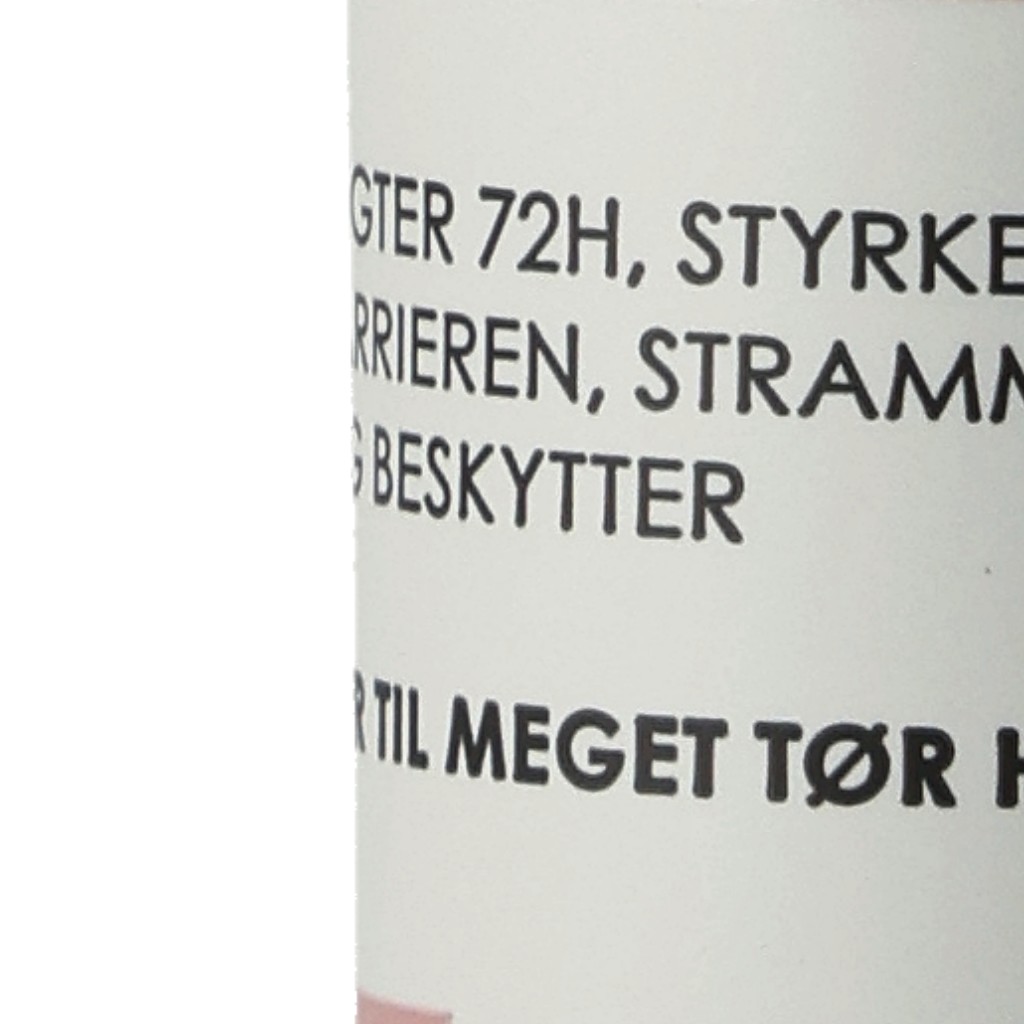 GTER 72H, STYRKE
RRIEREN, STRAMM
G BESKYTTER
R TIL MEGET TØR H